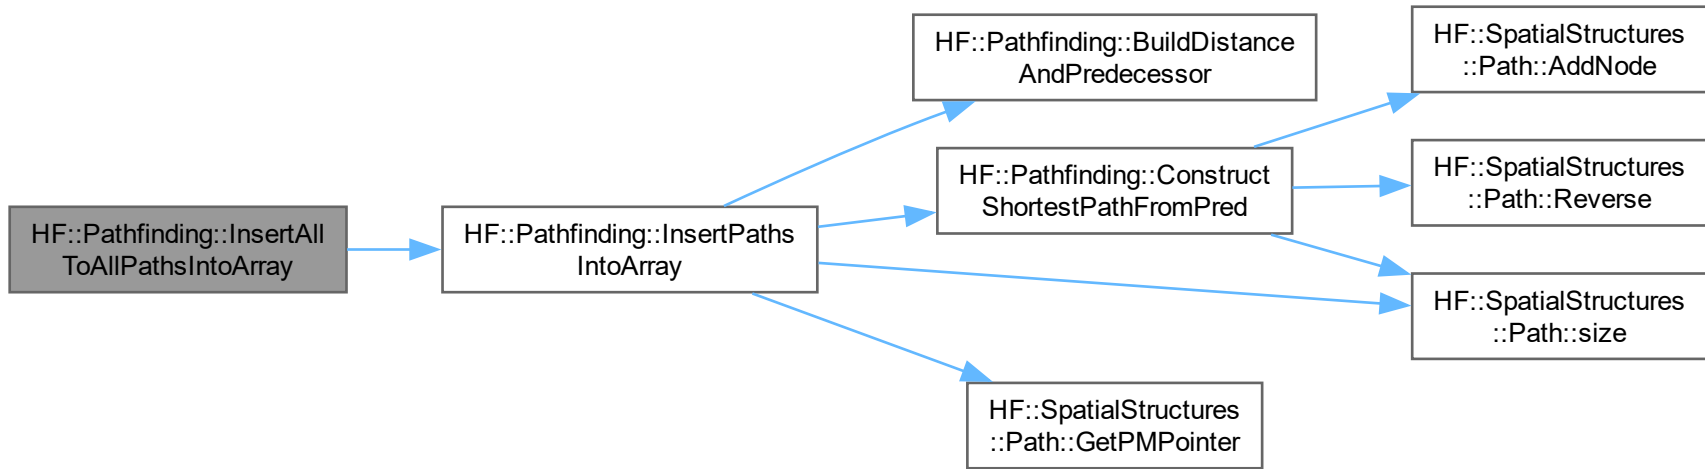 HF::Pathfinding::InsertAll
ToAllPathsIntoArray
HF::Pathfinding::InsertPaths
IntoArray
HF::Pathfinding::BuildDistance
AndPredecessor
HF::Pathfinding::Construct
ShortestPathFromPred
HF::SpatialStructures
::Path::GetPMPointer
HF::SpatialStructures
::Path::AddNode
HF::SpatialStructures
::Path::Reverse
HF::SpatialStructures
::Path::size